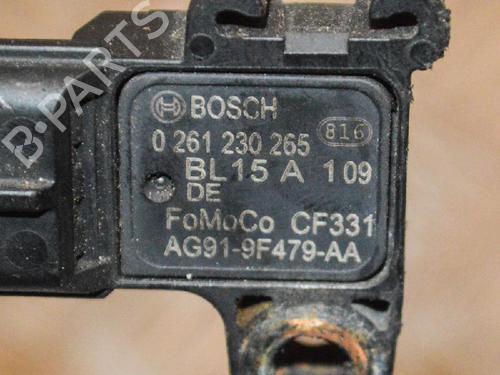 B-PARTS
BOSCH
0 261 230 265 816
BL15 A 109
DE
FoMoCo CF331
AG91-9F479-AA